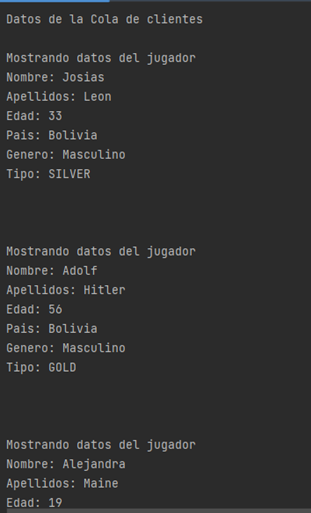 Datos de la Cola de clientes
Mostrando datos del jugador
Nombre: Josias
Apellidos: Leon
Edad: 33
Pais: Bolivia
Genero: Masculino
Tipo: SILVER
Mostrando datos del jugador
Nombre: Adolf
Apellidos: Hitler
Edad: 56
Pais: Bolivia
Genero: Masculino
Tipo: GOLD
Mostrando datos del jugador
Nombre: Alejandra
Apellidos: Maine
Edad: 19